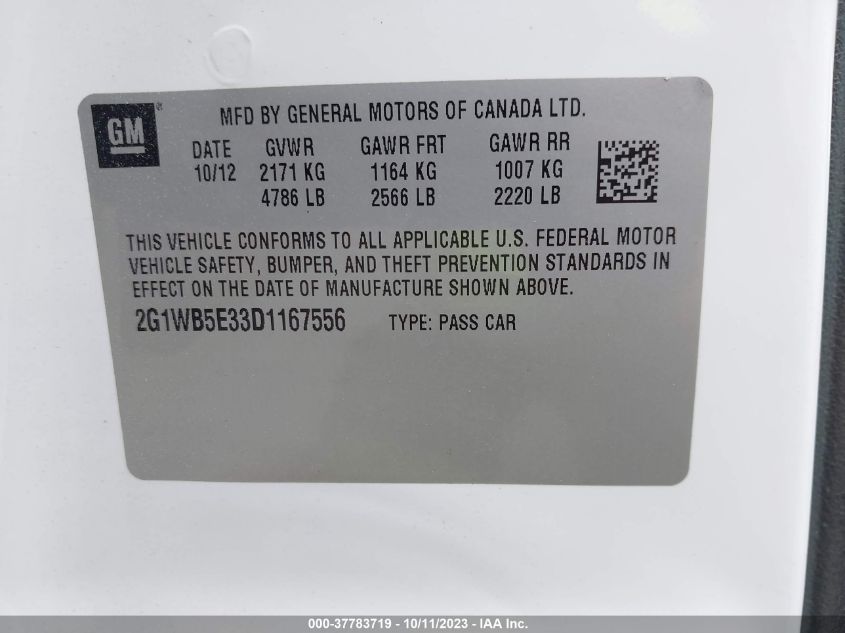 GM ®
MFD BY GENERAL MOTORS OF CANADA LTD.
DATE GVWR GAWR FRT GAWR RR
10/12 2171 KG 1164 KG 1007 KG
4786 LB 2566 LB 2220 LB
THIS VEHICLE CONFORMS TO ALL APPLICABLE U.S. FEDERAL MOTOR
VEHICLE SAFETY, BUMPER, AND THEFT PREVENTION STANDARDS IN
EFFECT ON THE DATE OF MANUFACTURE SHOWN ABOVE.
2G1WB5E33D1167556 TYPE: PASS CAR
000-37783719 - 10/11/2023 - IAA Inc.